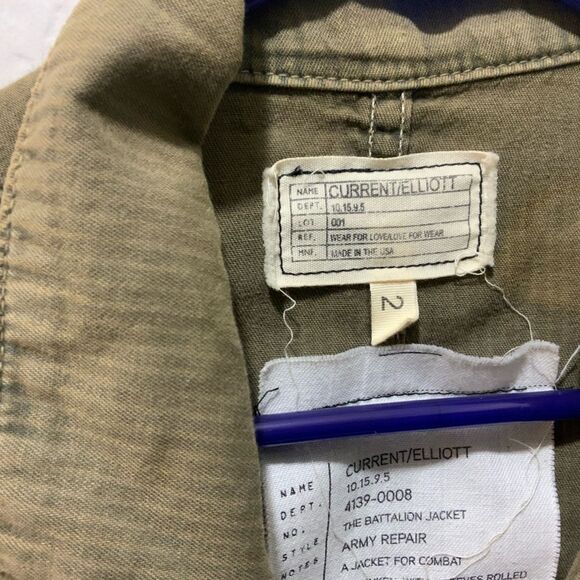 NAME CURRENT/ELLIOTT
DEPT. 10.15.9.5
LOT. 001
REF. WEAR FOR LOVE/LOVE FOR WEAR
MNF. MADE IN THE USA
2
NAME CURRENT/ELLIOTT
DEPT. 10.15.9.5
NO. 4139-0008
STYLE THE BATTALION JACKET
NOTES ARMY REPAIR
A JACKET FOR COMBAT
ROLLED